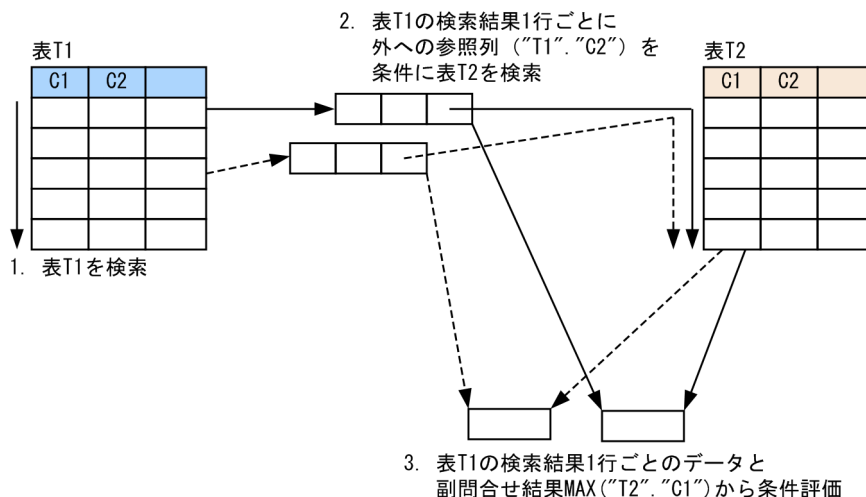 2. 表T1の検索結果1行ごとに
外への参照列("T1"."C2")を
条件に表T2を検索
表T1
C1 C2
表T2
C1 C2
1. 表T1を検索
3. 表T1の検索結果1行ごとのデータと
副問合せ結果MAX("T2"."C1")から条件評価